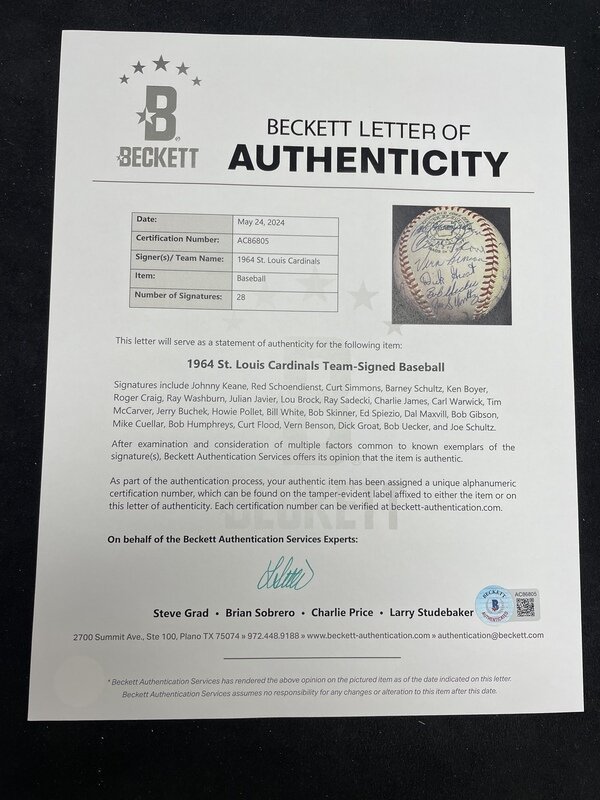 BECKETT LETTER OF
AUTHENTICITY
B
BECKETT
Date: May 24, 2024
Certification Number: AC86805
Signer(s)/ Team Name: 1964 St. Louis Cardinals
Item: Baseball
Number of Signatures: 28
Vern Benson
Dick Groat
Bob Uecker
This letter will serve as a statement of authenticity for the following item:
1964 St. Louis Cardinals Team-Signed Baseball
Signatures include Johnny Keane, Red Schoendienst, Curt Simmons, Barney Schultz, Ken Boyer,
Roger Craig, Ray Washburn, Julian Javier, Lou Brock, Ray Sadecki, Charlie James, Carl Warwick, Tim
McCarver, Jerry Buchek, Howie Pollet, Bill White, Bob Skinner, Ed Spiezio, Dal Maxvill, Bob Gibson,
Mike Cuellar, Bob Humphreys, Curt Flood, Vern Benson, Dick Groat, Bob Uecker, and Joe Schultz.
After examination and consideration of multiple factors common to known exemplars of the
signature(s), Beckett Authentication Services offers its opinion that the item is authentic.
As part of the authentication process, your authentic item has been assigned a unique alphanumeric
certification number, which can be found on the tamper-evident label affixed to either the item or on
this letter of authenticity. Each certification number can be verified at beckett-authentication.com.
BECKETT
On behalf of the Beckett Authentication Services Experts:
Steve Grad • Brian Sobrero • Charlie Price • Larry Studebaker
BECKETT
B
AUTHENTICATED
AC86805
2700 Summit Ave., Ste 100, Plano TX 75074 » 972.448.9188 » www.beckett-authentication.com » authentication@beckett.com
* Beckett Authentication Services has rendered the above opinion on the pictured item as of the date indicated on this letter.
Beckett Authentication Services assumes no responsibility for any changes or alteration to this item after this date.